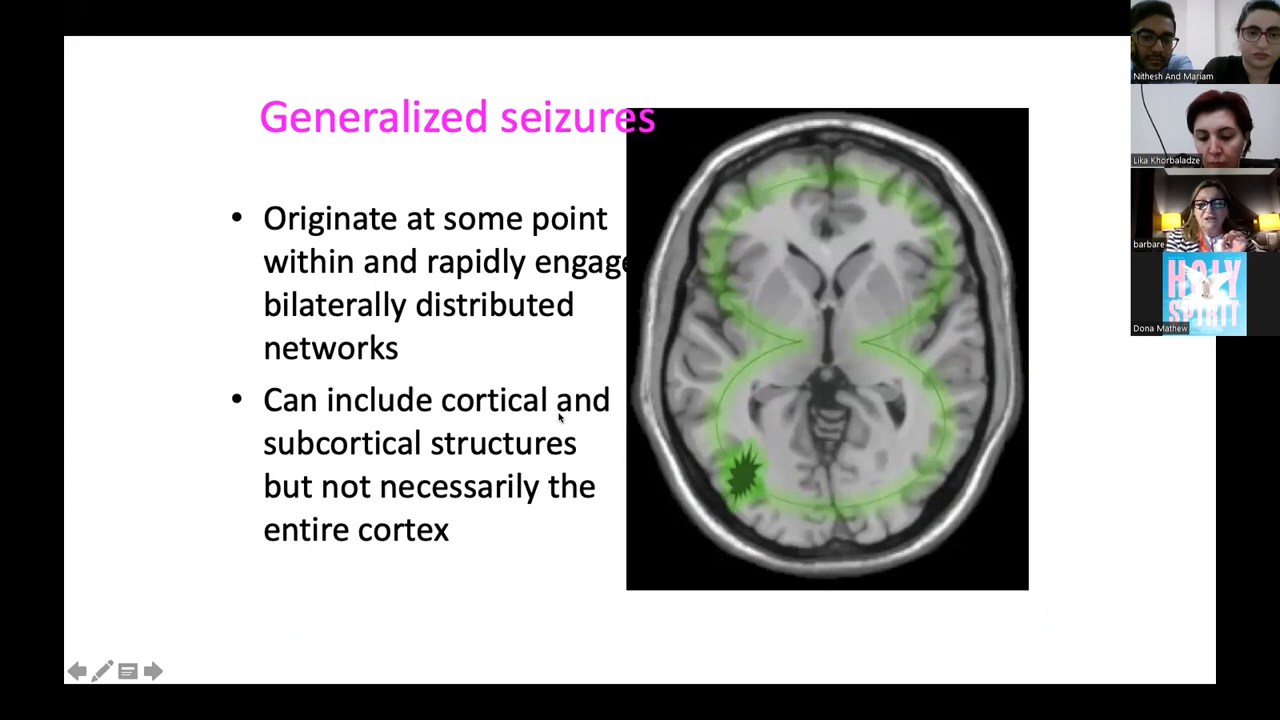 Generalized seizures
• Originate at some point
within and rapidly engage
bilaterally distributed
networks
• Can include cortical and
subcortical structures
but not necessarily the
entire cortex
Nithesh And Mariam
Lika Khorbaladze
barbare
HOLY
SPIRIT
Dona Mathew